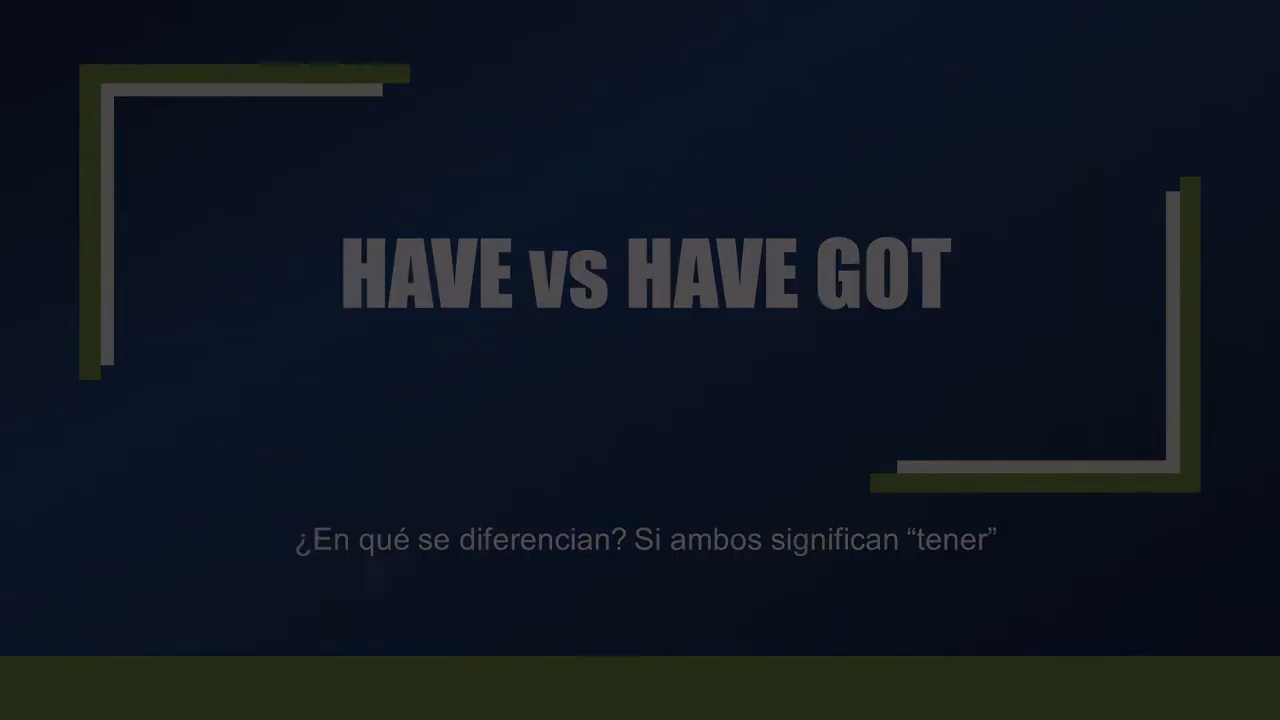 HAVE vs HAVE GOT
¿En qué se diferencian? Si ambos significan “tener”